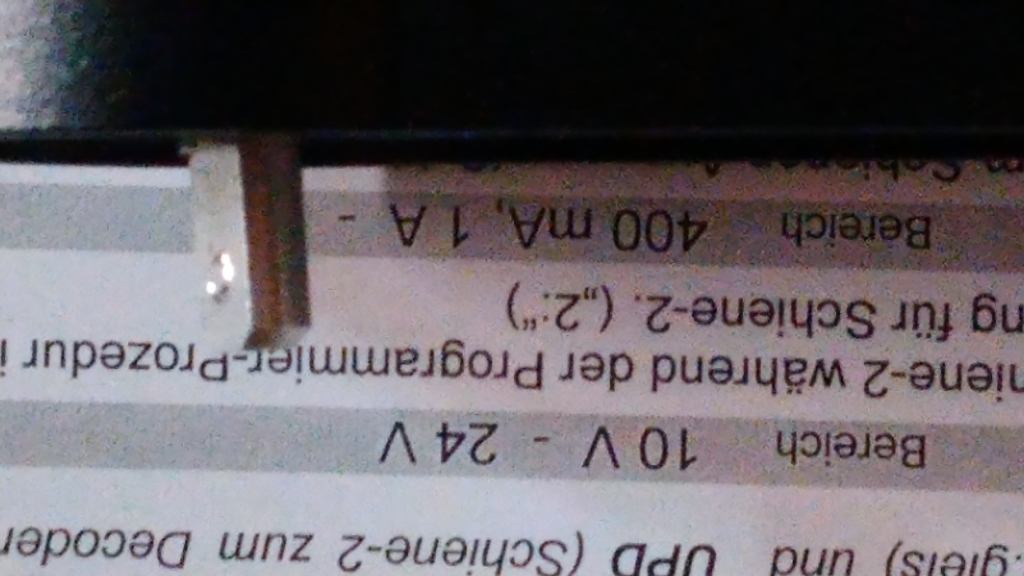 .gleis) und UPD (Schiene-2 zum Decoder
Bereich 10 V - 24 V
hiene-2 während der Programmier-Prozedur i
ng für Schiene-2. („2:“)
Bereich 400 mA, 1 A -